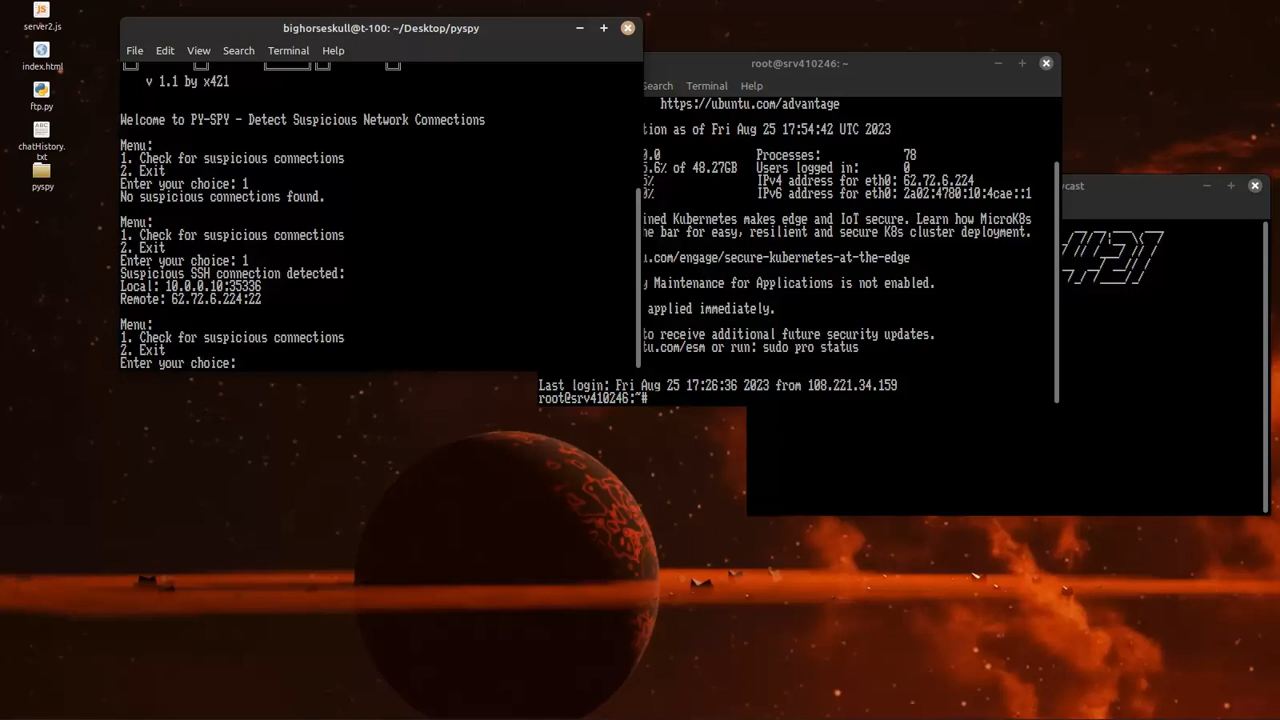 server2.js
index.html
ftp.py
chatHistory.
txt
pyspy
bighorseskull@t-100: ~/Desktop/pyspy
File Edit View Search Terminal Help
v 1.1 by x421
Welcome to PY-SPY - Detect Suspicious Network Connections
Menu:
1. Check for suspicious connections
2. Exit
Enter your choice: 1
No suspicious connections found.
Menu:
1. Check for suspicious connections
2. Exit
Enter your choice: 1
Suspicious SSH connection detected:
Local: 10.0.0.10:35336
Remote: 62.72.6.224:22
Menu:
1. Check for suspicious connections
2. Exit
Enter your choice:
root@srv410246: ~
Search Terminal Help
https://ubuntu.com/advantage
tion as of Fri Aug 25 17:54:42 UTC 2023
0.0 Processes: 78
5.6% of 48.27GB Users logged in: 0
% IPv4 address for eth0: 62.72.6.224
% IPv6 address for eth0: 2a02:4780:10:4cae::1
ined Kubernetes makes edge and IoT secure. Learn how MicroK8s
he bar for easy, resilient and secure K8s cluster deployment.
u.com/engage/secure-kubernetes-at-the-edge
y Maintenance for Applications is not enabled.
applied immediately.
to receive additional future security updates.
tu.com/esm or run: sudo pro status
Last login: Fri Aug 25 17:26:36 2023 from 108.221.34.159
root@srv410246:~#
cast